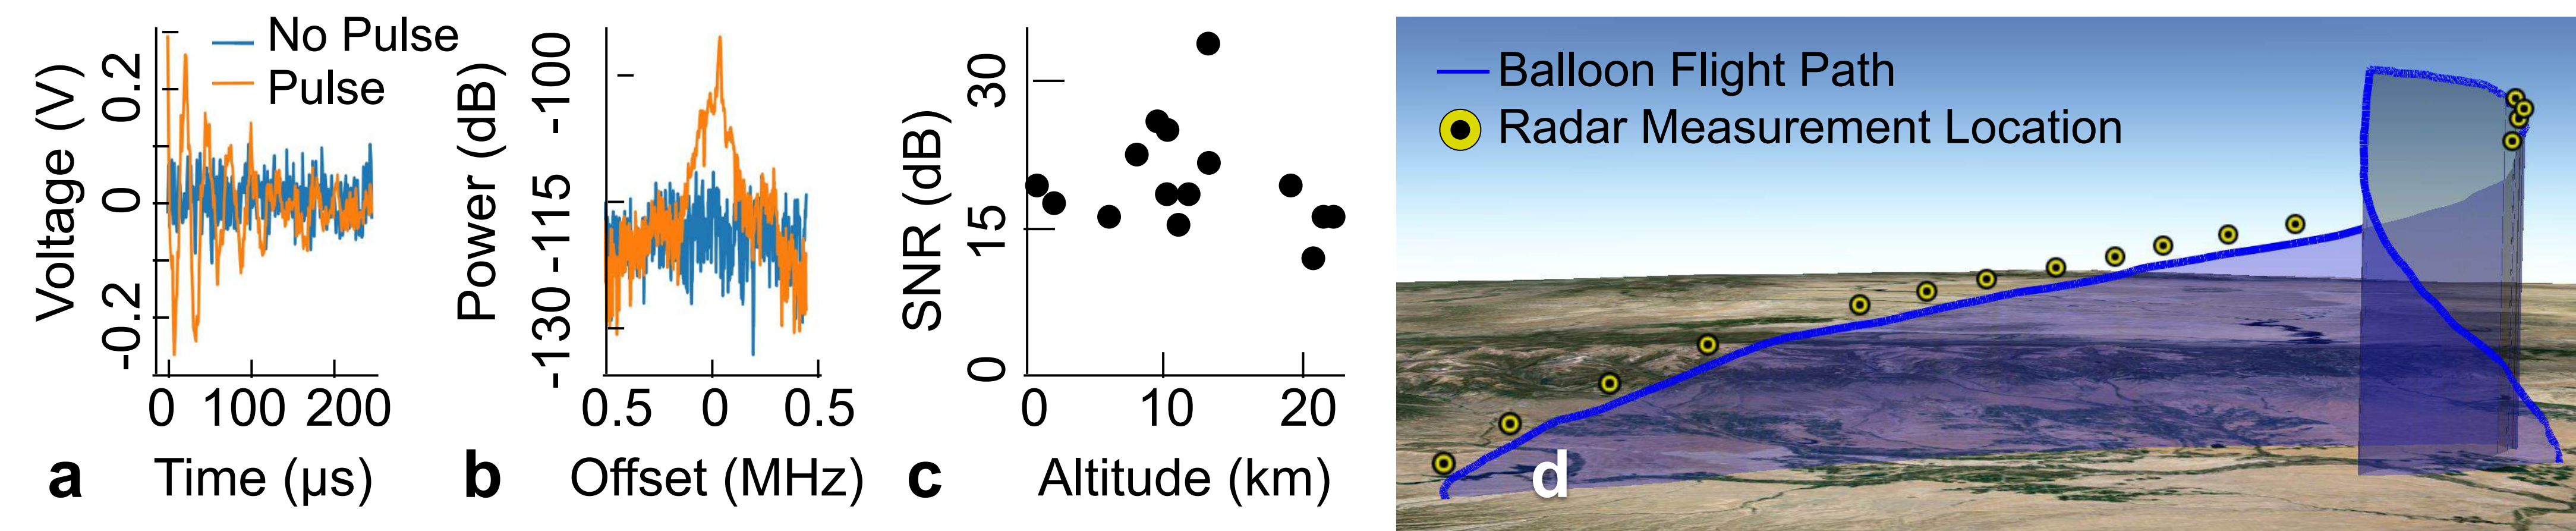 No Pulse
Pulse
Voltage (V)
0.2
0
-0.2
0 100 200
a Time (µs)
Power (dB)
-100
-115
-130
0.5 0 0.5
b Offset (MHz)
SNR (dB)
30
15
0
0 10 20
c Altitude (km)
Balloon Flight Path
Radar Measurement Location
d